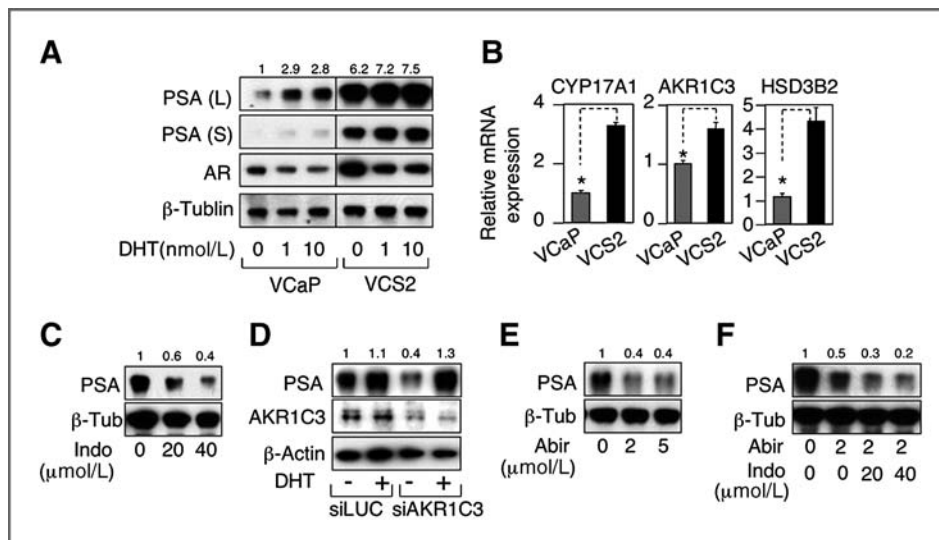 A
1 2.9 2.8 6.2 7.2 7.5
PSA (L)
PSA (S)
AR
β-Tublin
DHT(nmol/L) 0 1 10 0 1 10
VCaP VCS2
B
CYP17A1 AKR1C3 HSD3B2
Relative mRNA
expression
4
2
0
*
2
1
0
*
5
4
3
2
1
0
*
VCaP VCS2 VCaP VCS2 VCaP VCS2
C
1 0.6 0.4
PSA
β-Tub
Indo 0 20 40
(μmol/L)
D
1 1.1 0.4 1.3
PSA
AKR1C3
β-Actin
DHT - + - +
siLUC siAKR1C3
E
1 0.4 0.4
PSA
β-Tub
Abir 0 2 5
(μmol/L)
F
1 0.5 0.3 0.2
PSA
β-Tub
Abir 0 2 2 2
Indo 0 0 20 40
(μmol/L)